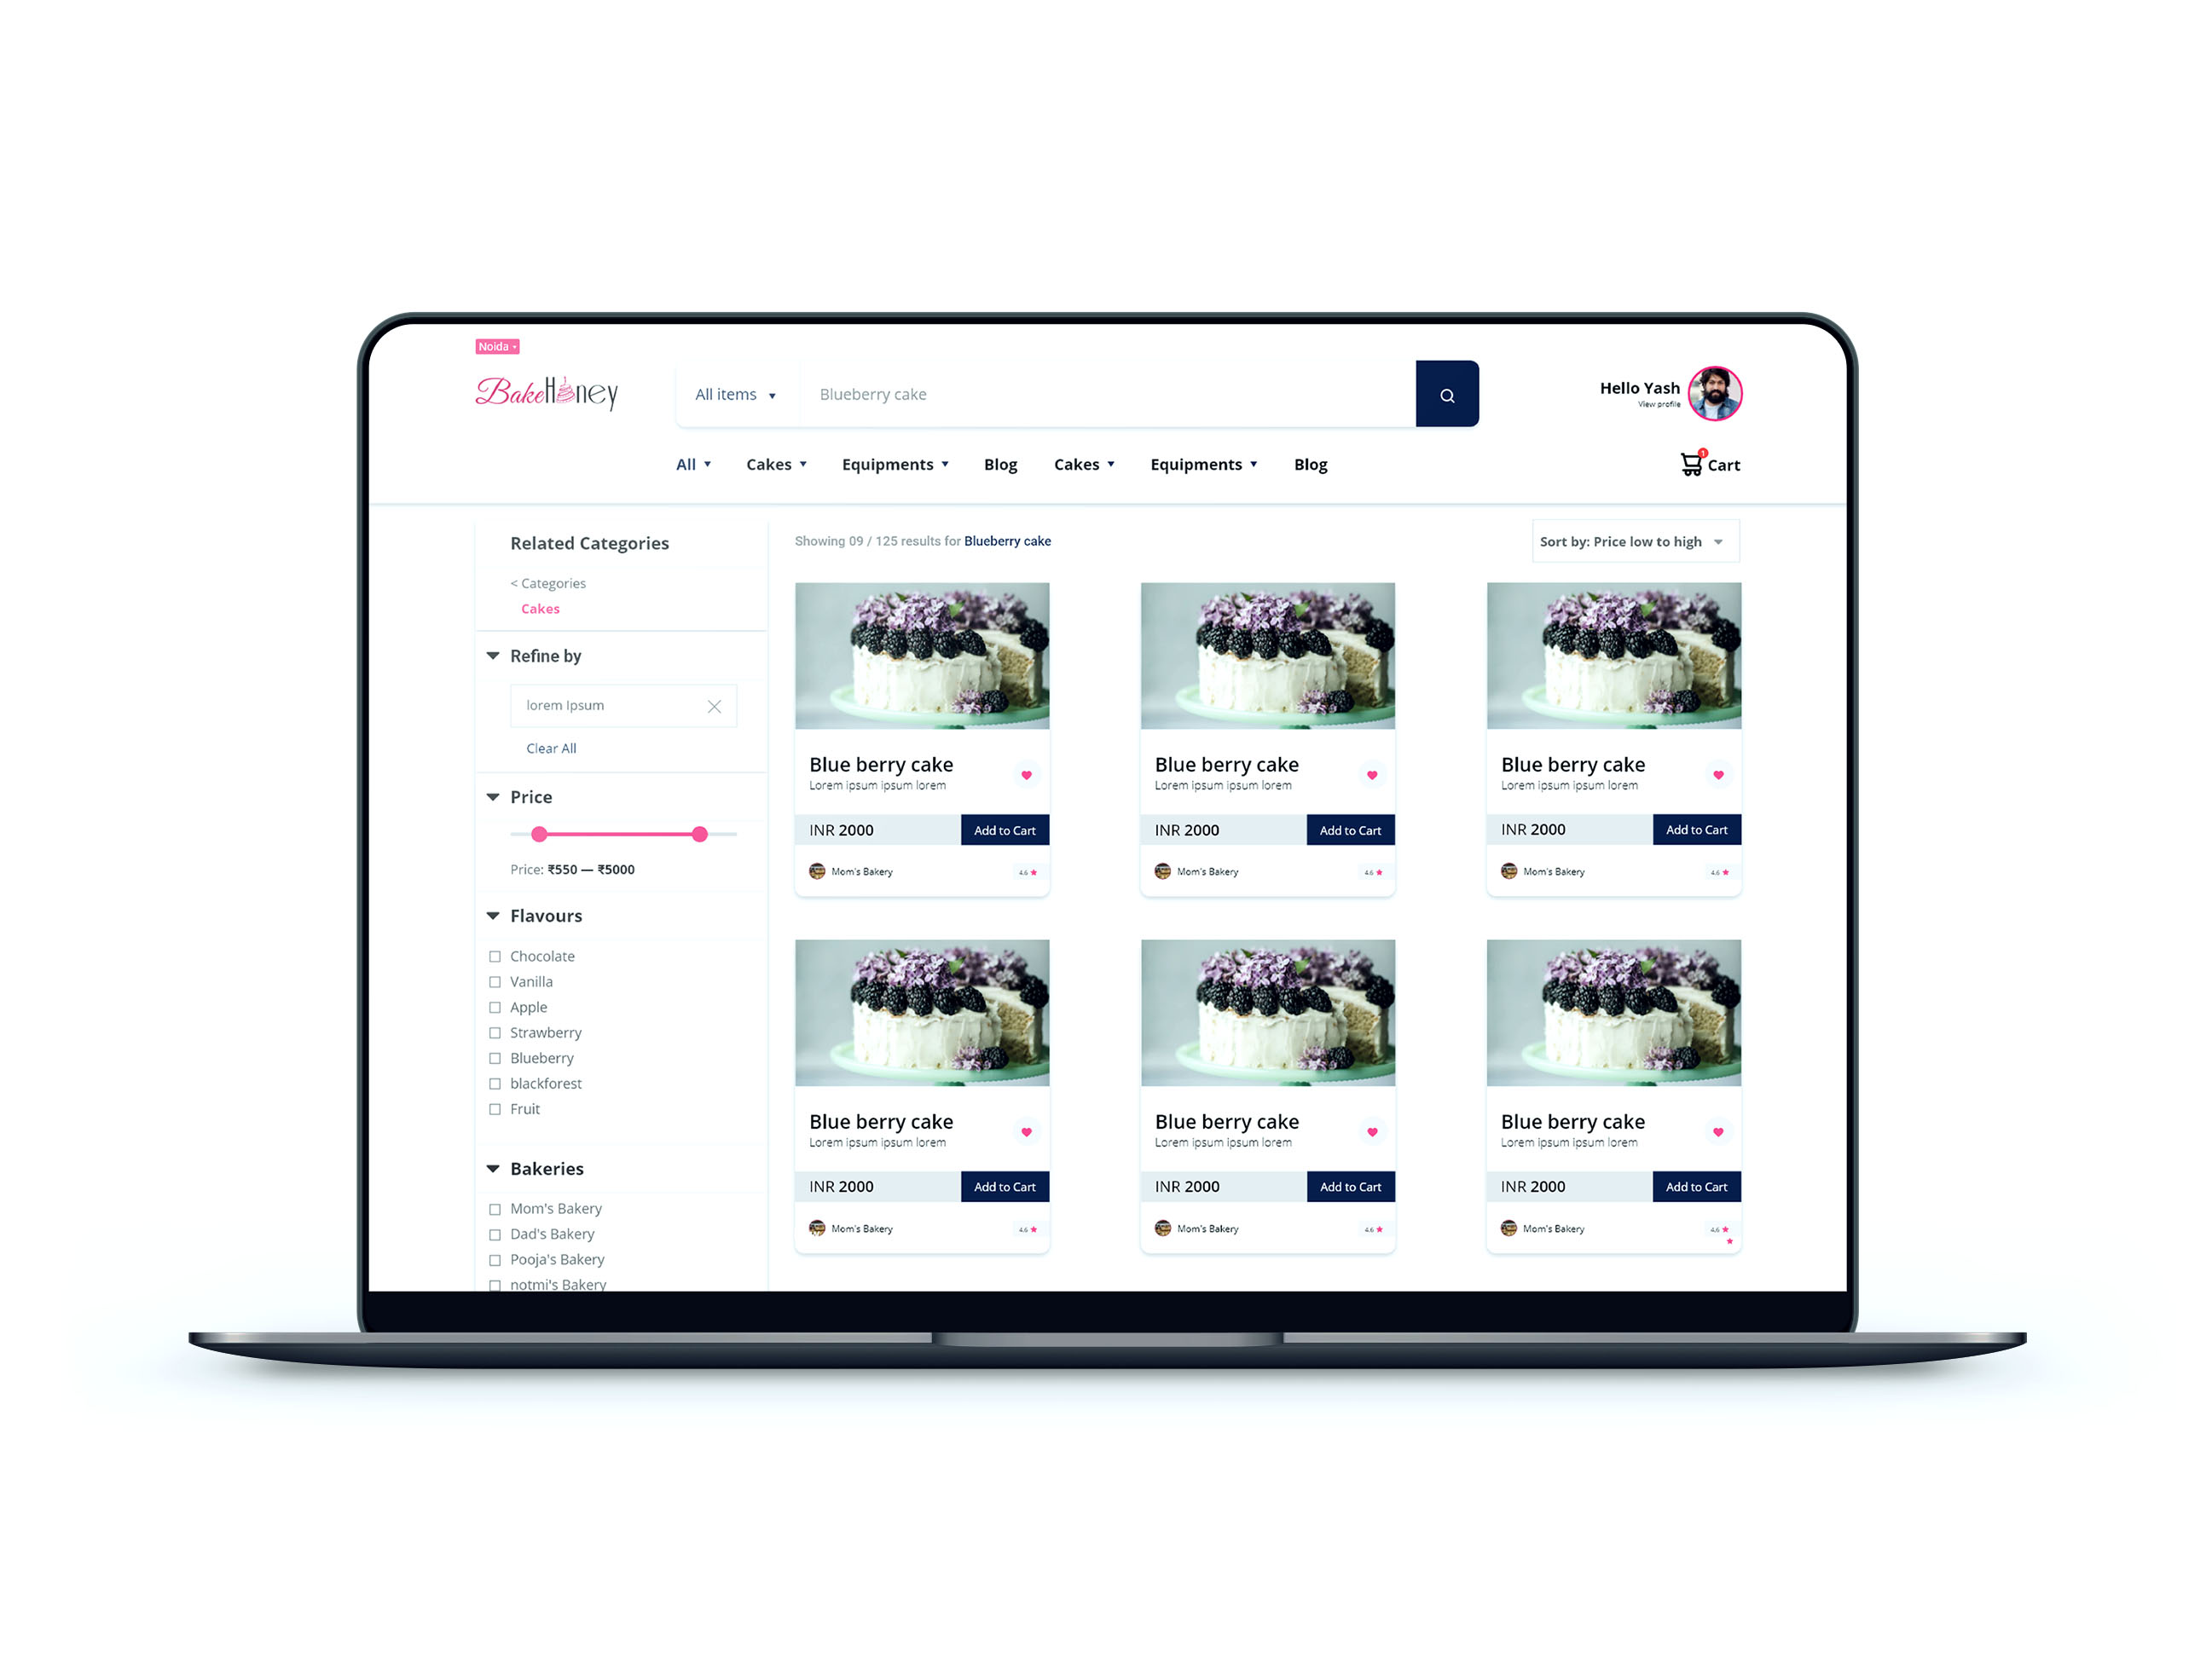 Noida
BakeHoney
All items
Blueberry cake
Hello Yash
View profile
All
Cakes
Equipments
Blog
Cakes
Equipments
Blog
1
Cart
Related Categories
< Categories
Cakes
Refine by
lorem Ipsum
Clear All
Price
Price: ₹550 — ₹5000
Flavours
Chocolate
Vanilla
Apple
Strawberry
Blueberry
blackforest
Fruit
Bakeries
Mom's Bakery
Dad's Bakery
Pooja's Bakery
notmi's Bakery
Showing 09 / 125 results for Blueberry cake
Sort by: Price low to high
Blue berry cake
Lorem ipsum ipsum lorem
INR 2000
Add to Cart
Mom's Bakery
4.6
Blue berry cake
Lorem ipsum ipsum lorem
INR 2000
Add to Cart
Mom's Bakery
4.6
Blue berry cake
Lorem ipsum ipsum lorem
INR 2000
Add to Cart
Mom's Bakery
4.6
Blue berry cake
Lorem ipsum ipsum lorem
INR 2000
Add to Cart
Mom's Bakery
4.6
Blue berry cake
Lorem ipsum ipsum lorem
INR 2000
Add to Cart
Mom's Bakery
4.6
Blue berry cake
Lorem ipsum ipsum lorem
INR 2000
Add to Cart
Mom's Bakery
4.6